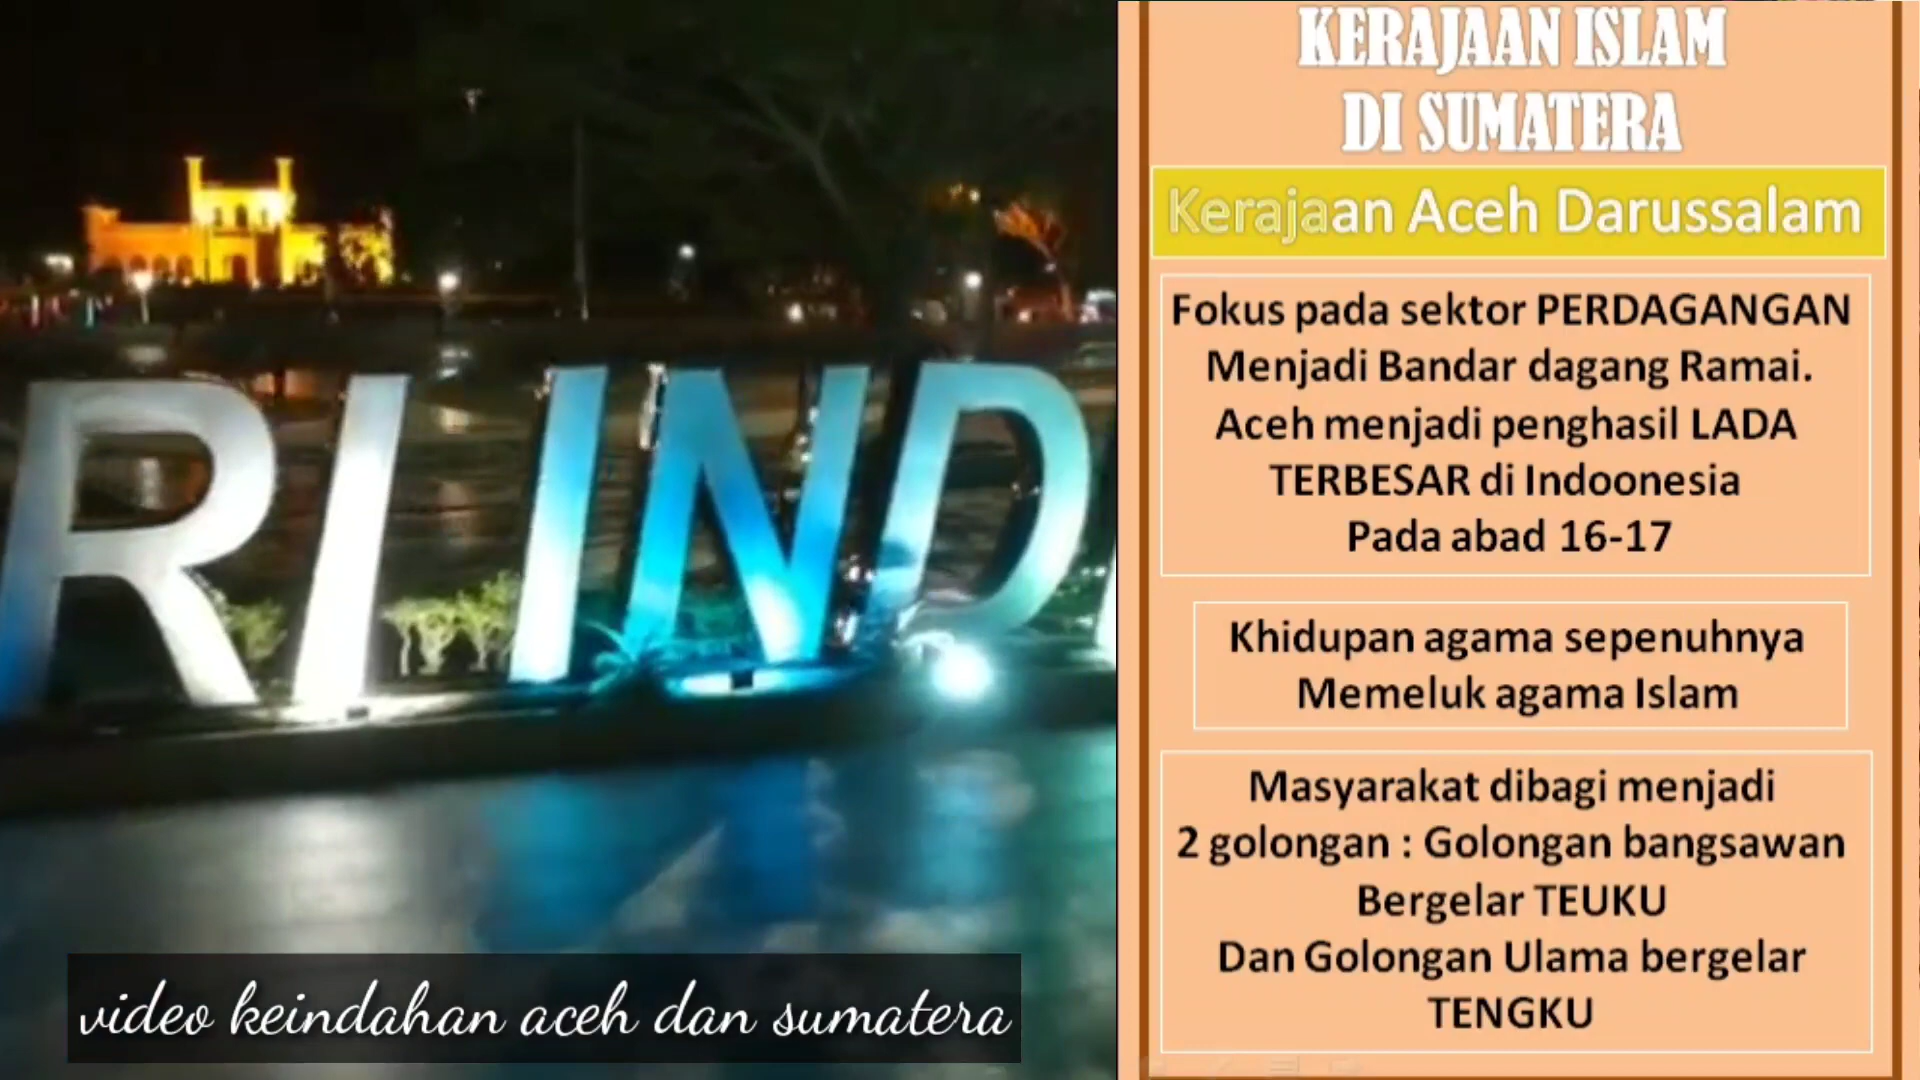 RI IND
video keindahan aceh dan sumatera
KERAJAAN ISLAM
DI SUMATERA
Kerajaan Aceh Darussalam
Fokus pada sektor PERDAGANGAN
Menjadi Bandar dagang Ramai.
Aceh menjadi penghasil LADA
TERBESAR di Indoonesia
Pada abad 16-17
Khidupan agama sepenuhnya
Memeluk agama Islam
Masyarakat dibagi menjadi
2 golongan : Golongan bangsawan
Bergelar TEUKU
Dan Golongan Ulama bergelar
TENGKU